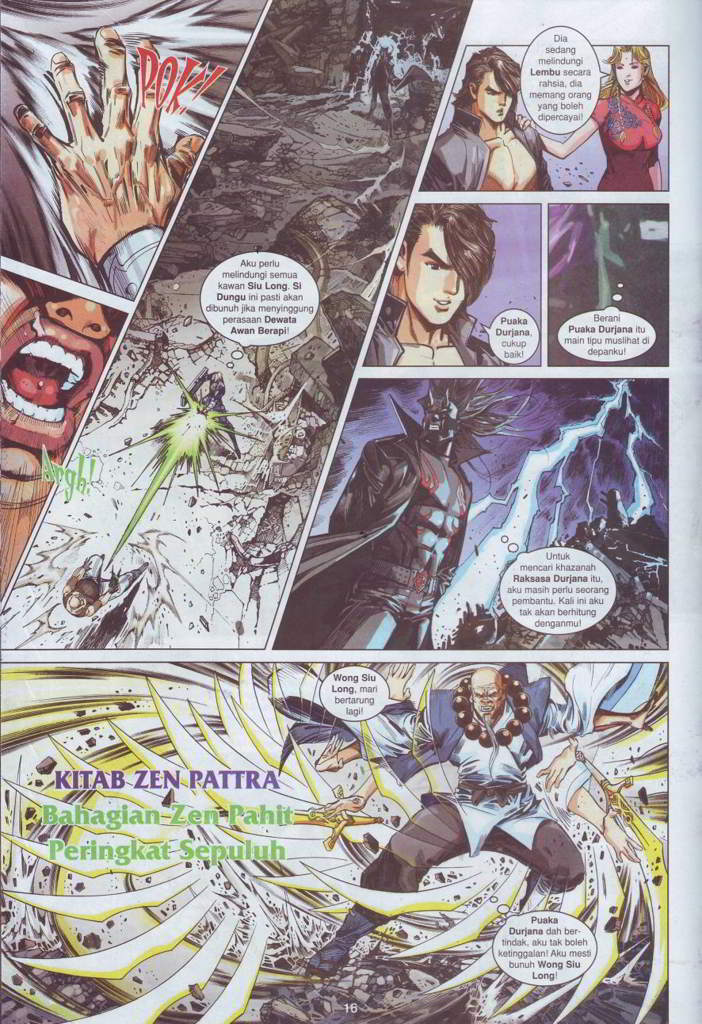 POK!!
Argh!
Aku perlu
melindungi semua
kawan Siu Long. Si
Dungu ini pasti akan
dibunuh jika menyinggung
perasaan Dewata
Awan Berapi!
Dia
sedang
melindungi
Lembu secara
rahsia, dia
memang orang
yang boleh
dipercayai!
Puaka
Durjana,
cukup
baik!
Berani
Puaka Durjana itu
main tipu muslihat di
depanku!
Untuk
mencari khazanah
Raksasa Durjana itu,
aku masih perlu seorang
pembantu. Kali ini aku
tak akan berhitung
denganmu!
Wong Siu
Long, mari
bertarung
lagi!
KITAB ZEN PATTRA
Bahagian Zen Pahit
Peringkat Sepuluh
Puaka
Durjana dah ber-
tindak, aku tak boleh
ketinggalan! Aku mesti
bunuh Wong Siu
Long!
16